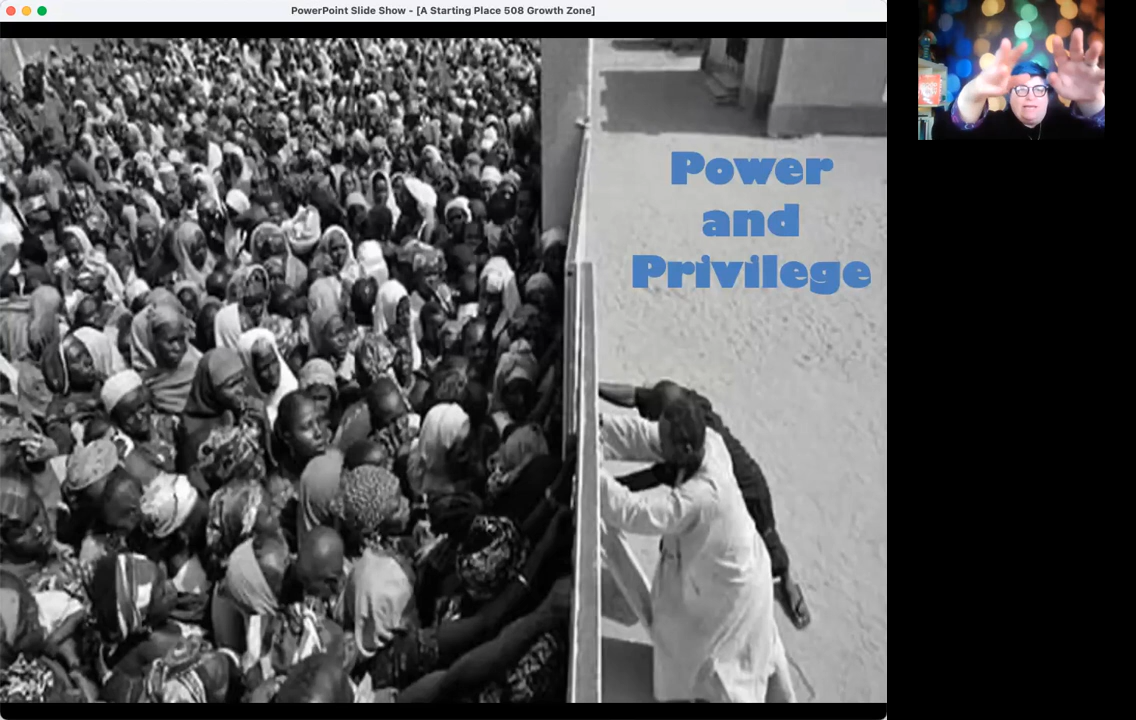 PowerPoint Slide Show - [A Starting Place 508 Growth Zone]
Power
and
Privilege